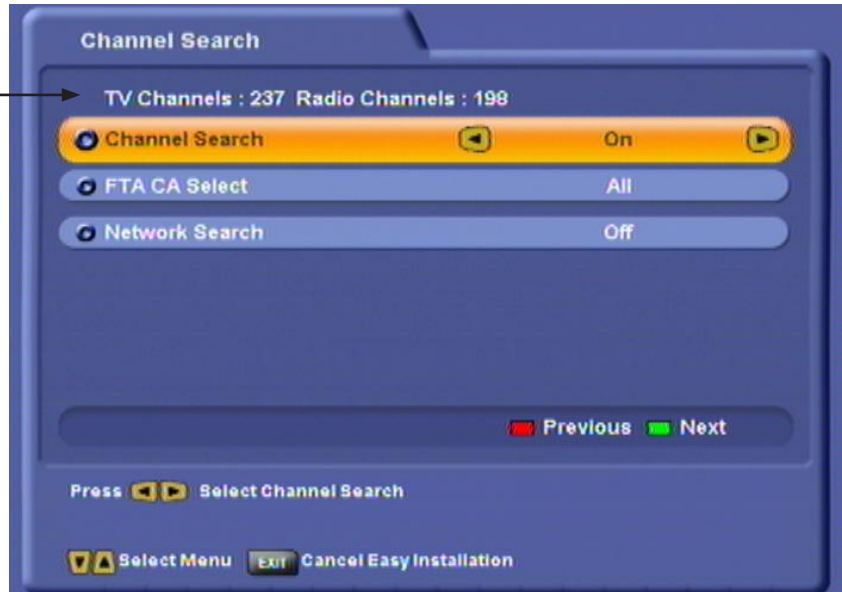 Channel Search
TV Channels : 237 Radio Channels : 198
Channel Search On
FTA CA Select All
Network Search Off
Previous Next
Press Select Channel Search
Select Menu EXIT Cancel Easy Installation